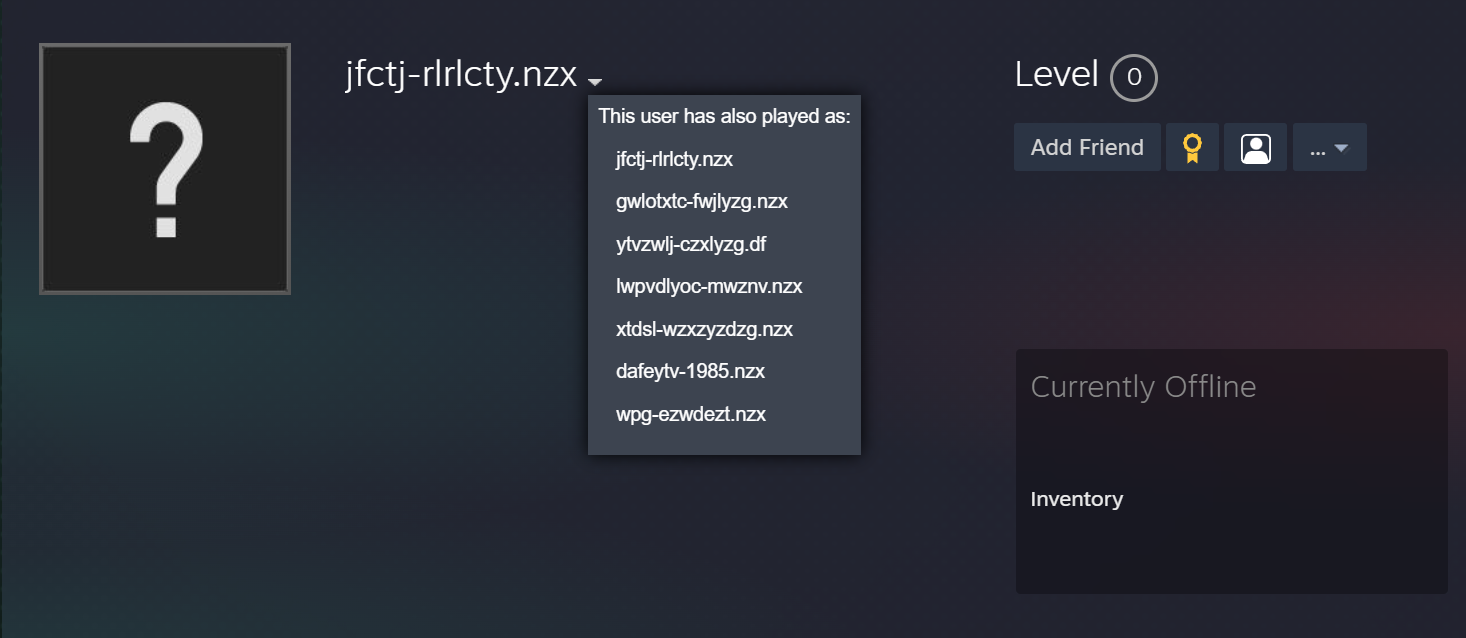 ?
jfctj-rlrlcty.nzx
This user has also played as:
jfctj-rlrlcty.nzx
gwlotxtc-fwjlyzg.nzx
ytvzwlj-czxlyzg.df
lwpvdlyoc-mwznv.nzx
xtdsl-wzxzyzdzg.nzx
dafeytv-1985.nzx
wpg-ezwdezt.nzx
Level 0
Add Friend
...
Currently Offline
Inventory